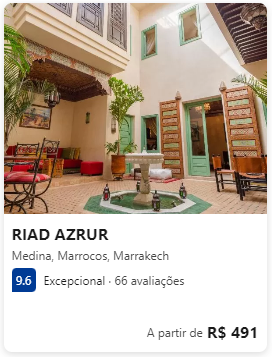 RIAD AZRUR
Medina, Marrocos, Marrakech
9.6 Excepcional · 66 avaliações
A partir de R$ 491